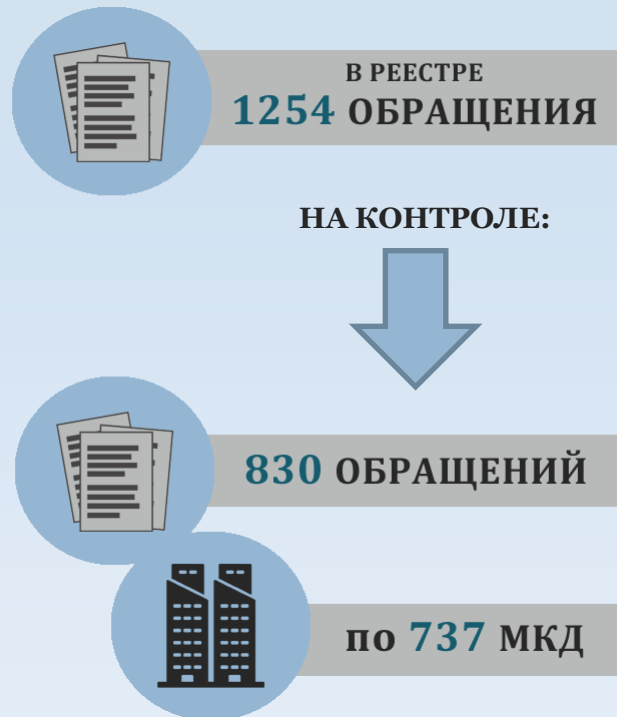 В РЕЕСТРЕ
1254 ОБРАЩЕНИЯ
НА КОНТРОЛЕ:
830 ОБРАЩЕНИЙ
по 737 МКД